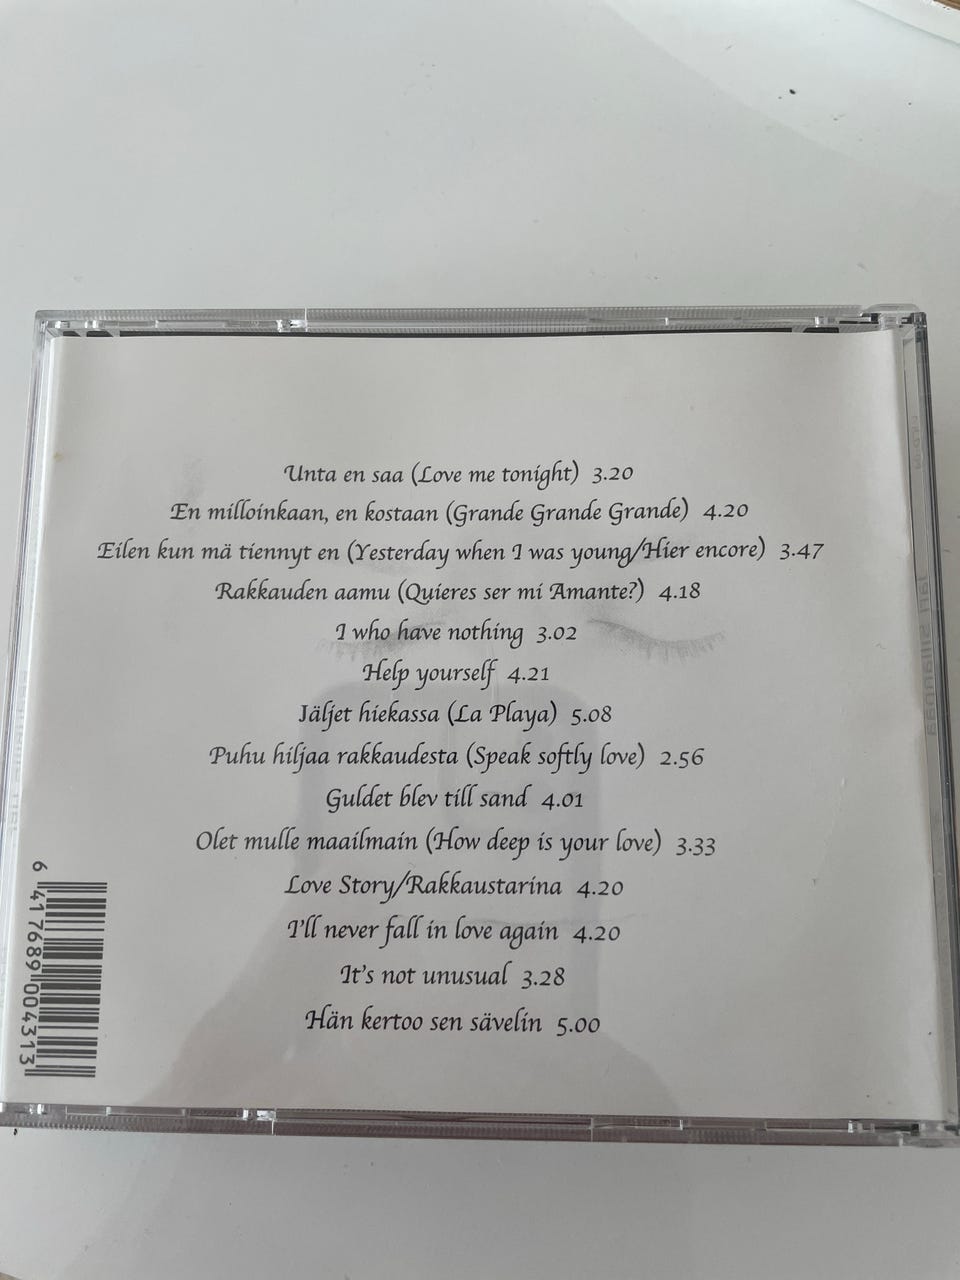 Unta en saa (Love me tonight) 3.20
En milloinkaan, en kostaan (Grande Grande Grande) 4.20
Eilen kun mä tiennyt en (Yesterday when I was young/Hier encore) 3.47
Rakkauden aamu (Quieres ser mi Amante?) 4.18
I who have nothing 3.02
Help yourself 4.21
Jäljet hiekassa (La Playa) 5.08
Puhu hiljaa rakkaudesta (Speak softly love) 2.56
Guldet blev till sand 4.01
Olet mulle maailmain (How deep is your love) 3.33
Love Story/Rakkaustarina 4.20
I'll never fall in love again 4.20
It's not unusual 3.28
Hän kertoo sen sävelin 5.00
6 417689 004313
Jari Sillanpää